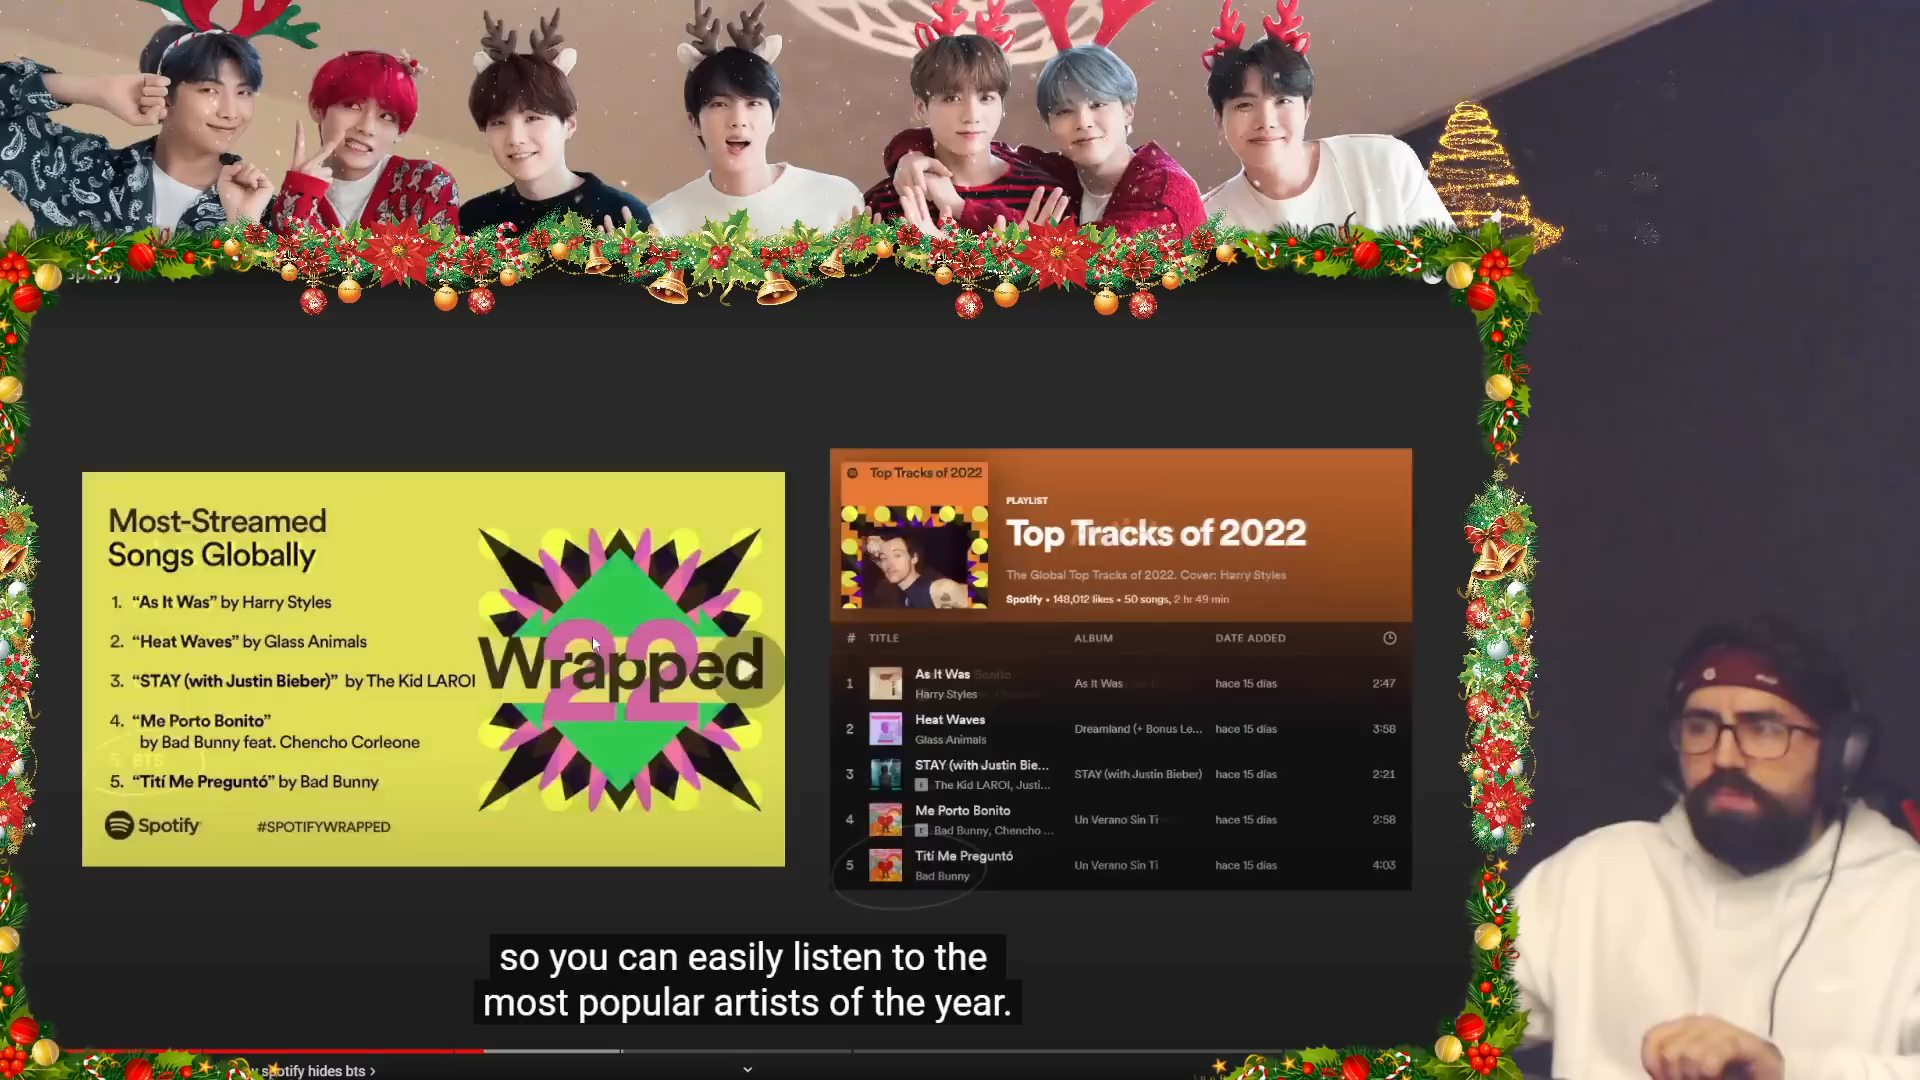 Most-Streamed
Songs Globally
1. "As It Was" by Harry Styles
2. "Heat Waves" by Glass Animals
3. "STAY (with Justin Bieber)" by The Kid LAROI
4. "Me Porto Bonito"
by Bad Bunny feat. Chencho Corleone
5. BTS
5. "Tití Me Preguntó" by Bad Bunny
Spotify
#SPOTIFYWRAPPED
22
Wrapped
Top Tracks of 2022
PLAYLIST
Top Tracks of 2022
The Global Top Tracks of 2022. Cover: Harry Styles
Spotify • 148,012 likes • 50 songs, 2 hr 49 min
# TITLE ALBUM DATE ADDED
1 As It Was As It Was hace 15 días 2:47
Harry Styles
2 Heat Waves Dreamland (+ Bonus Le... hace 15 días 3:58
Glass Animals
3 STAY (with Justin Bie... STAY (with Justin Bieber) hace 15 días 2:21
E The Kid LAROI, Justi...
4 Me Porto Bonito Un Verano Sin Ti hace 15 días 2:58
E Bad Bunny, Chencho ...
5 Tití Me Preguntó Un Verano Sin Ti hace 15 días 4:03
Bad Bunny
so you can easily listen to the
most popular artists of the year.
spotify hides bts >